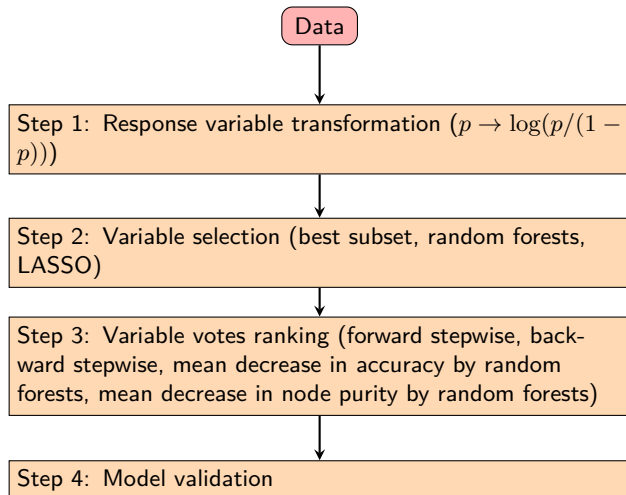 Data
Step 1: Response variable transformation (p → log(p/(1 −
p)))
Step 2: Variable selection (best subset, random forests,
LASSO)
Step 3: Variable votes ranking (forward stepwise, back-
ward stepwise, mean decrease in accuracy by random
forests, mean decrease in node purity by random forests)
Step 4: Model validation